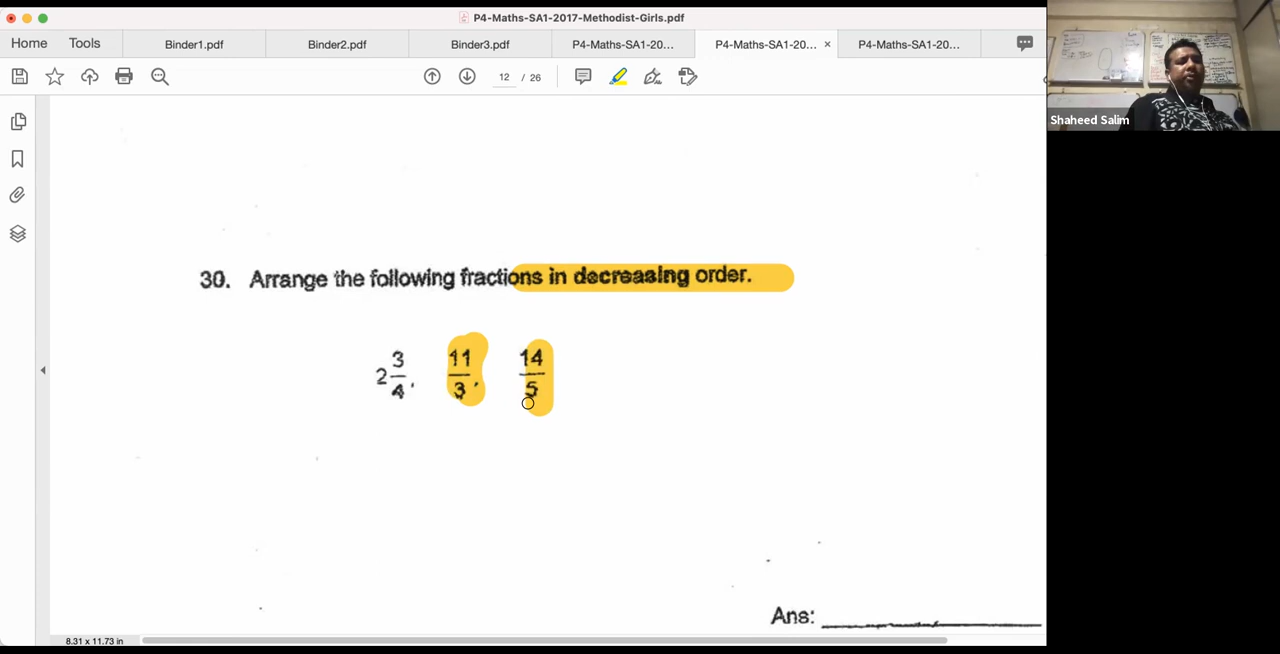 P4-Maths-SA1-2017-Methodist-Girls.pdf
Home Tools Binder1.pdf Binder2.pdf Binder3.pdf P4-Maths-SA1-20... P4-Maths-SA1-20... × P4-Maths-SA1-20...
12 / 26
Shaheed Salim
30. Arrange the following fractions in decreasing order.
2 3/4, 11/3, 14/5
Ans:
8.31 x 11.73 in